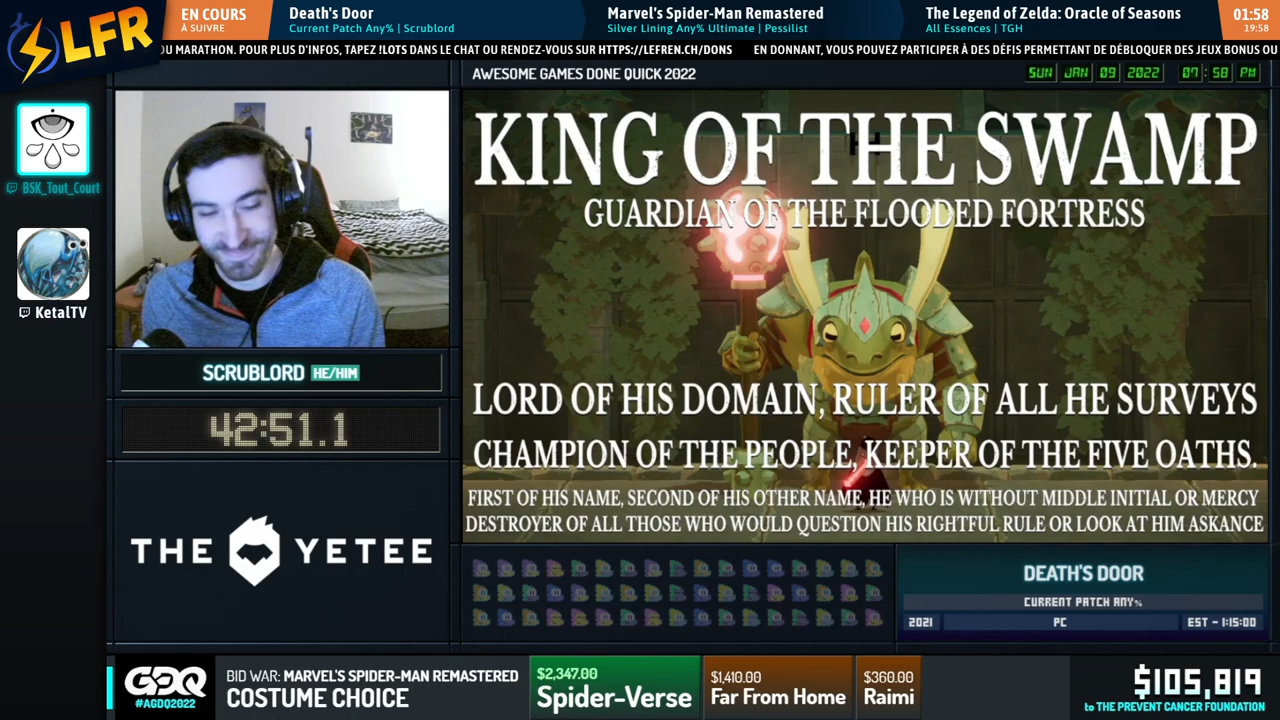 LFR
EN COURS
À SUIVRE
Death's Door
Current Patch Any% | Scrublord
Marvel's Spider-Man Remastered
Silver Lining Any% Ultimate | Pessilist
The Legend of Zelda: Oracle of Seasons
All Essences | TGH
01:58
19:58
DU MARATHON. POUR PLUS D'INFOS, TAPEZ !LOTS DANS LE CHAT OU RENDEZ-VOUS SUR HTTPS://LEFREN.CH/DONS
EN DONNANT, VOUS POUVEZ PARTICIPER À DES DÉFIS PERMETTANT DE DÉBLOQUER DES JEUX BONUS OU
AWESOME GAMES DONE QUICK 2022
SUN JAN 09 2022 07:58 PM
BSK_Tout_Court
KetalTV
KING OF THE SWAMP
GUARDIAN OF THE FLOODED FORTRESS
LORD OF HIS DOMAIN, RULER OF ALL HE SURVEYS
CHAMPION OF THE PEOPLE, KEEPER OF THE FIVE OATHS.
FIRST OF HIS NAME, SECOND OF HIS OTHER NAME, HE WHO IS WITHOUT MIDDLE INITIAL OR MERCY
DESTROYER OF ALL THOSE WHO WOULD QUESTION HIS RIGHTFUL RULE OR LOOK AT HIM ASKANCE
SCRUBLORD HE/HIM
42:51.1
THE YETEE
DEATH'S DOOR
CURRENT PATCH ANY%
2021
PC
EST - 1:15:00
GDQ
#AGDQ2022
BID WAR: MARVEL'S SPIDER-MAN REMASTERED
COSTUME CHOICE
$2,347.00
Spider-Verse
$1,410.00
Far From Home
$360.00
Raimi
$105,819
to THE PREVENT CANCER FOUNDATION